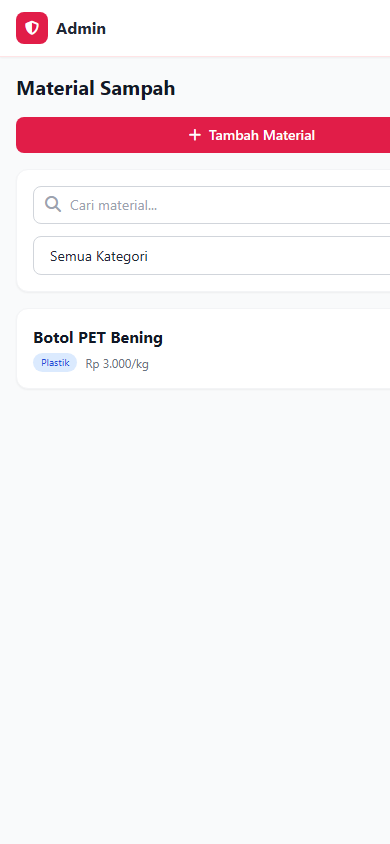 Admin
Material Sampah
Tambah Material
Cari material...
Semua Kategori
Botol PET Bening
Plastik Rp 3.000/kg